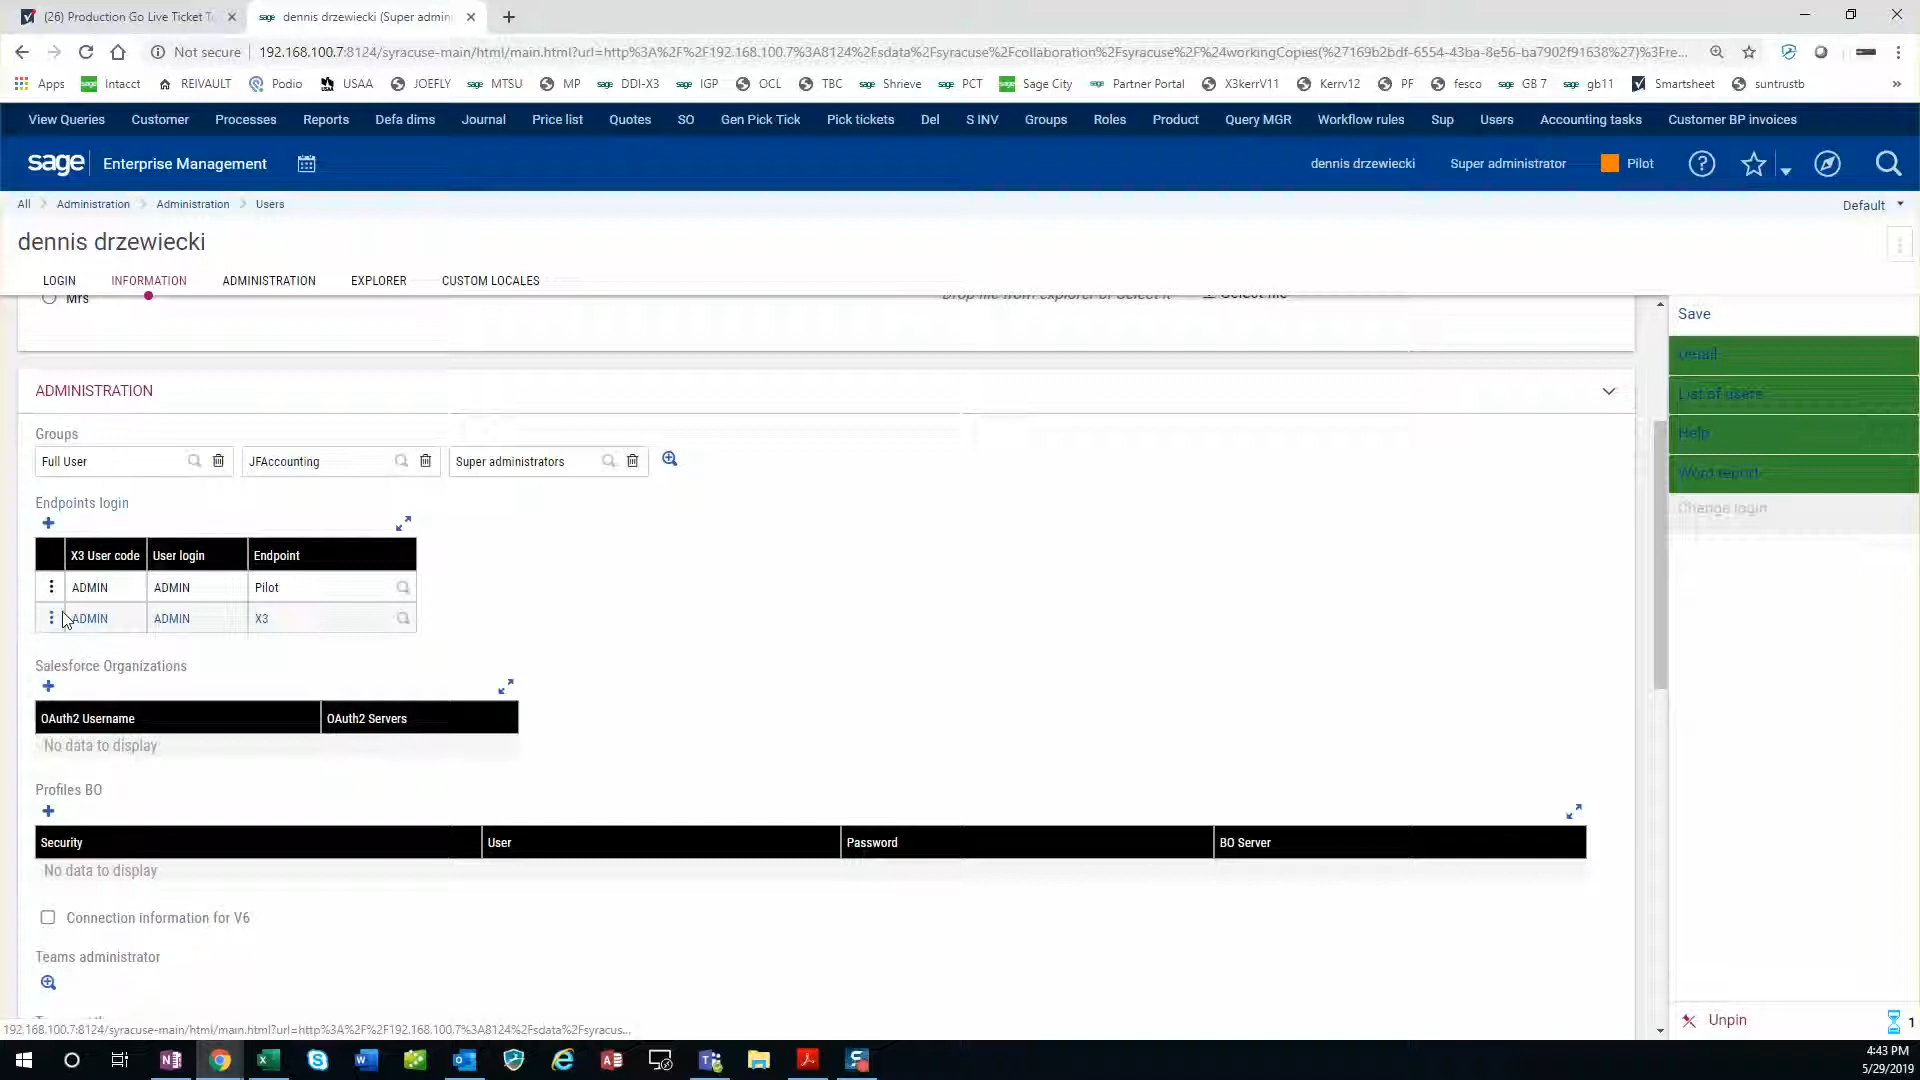 (26) Production Go Live Ticket T
dennis drzewiecki (Super admin
Not secure 192.168.100.7:8124/syracuse-main/html/main.html?url=http%3A%2F%2F192.168.100.7%3A8124%2Fsdata%2Fsyracuse%2Fcollaboration%2Fsyracuse%2F%24workingCopies(%27169b2bdf-6554-43ba-8e56-ba7902f91638%27)%3Fre...
Apps Intacct REIVAULT Podio USAA JOEFLY MTSU MP DDI-X3 IGP OCL TBC Shrieve PCT Sage City Partner Portal X3kerrV11 Kerrv12 PF fesco GB 7 gb11 Smartsheet suntrustb »
View Queries Customer Processes Reports Defa dims Journal Price list Quotes SO Gen Pick Tick Pick tickets Del S INV Groups Roles Product Query MGR Workflow rules Sup Users Accounting tasks Customer BP invoices
sage Enterprise Management dennis drzewiecki Super administrator Pilot
All Administration Administration Users Default
dennis drzewiecki
LOGIN INFORMATION ADMINISTRATION EXPLORER CUSTOM LOCALES
Mrs Drop file from explorer or Select it Select file
Save
Detail
List of users
Help
Word report
Change login
ADMINISTRATION
Groups
Full User JFAccounting Super administrators
Endpoints login
X3 User code User login Endpoint
ADMIN ADMIN Pilot
ADMIN ADMIN X3
Salesforce Organizations
OAuth2 Username OAuth2 Servers
No data to display
Profiles BO
Security User Password BO Server
No data to display
Connection information for V6
Teams administrator
Unpin 1
192.168.100.7:8124/syracuse-main/html/main.html?url=http%3A%2F%2F192.168.100.7%3A8124%2Fsdata%2Fsyracus...
4:43 PM
5/29/2019